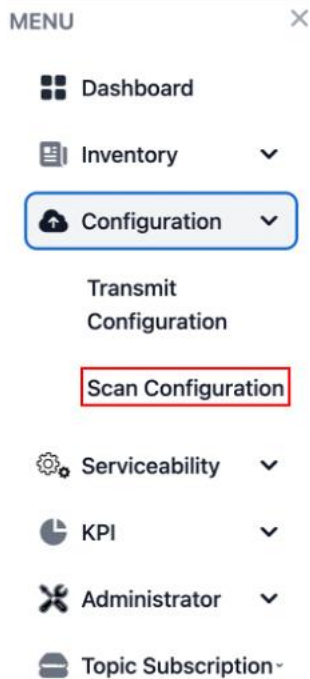 MENU
Dashboard
Inventory
Configuration
Transmit
Configuration
Scan Configuration
Serviceability
KPI
Administrator
Topic Subscription